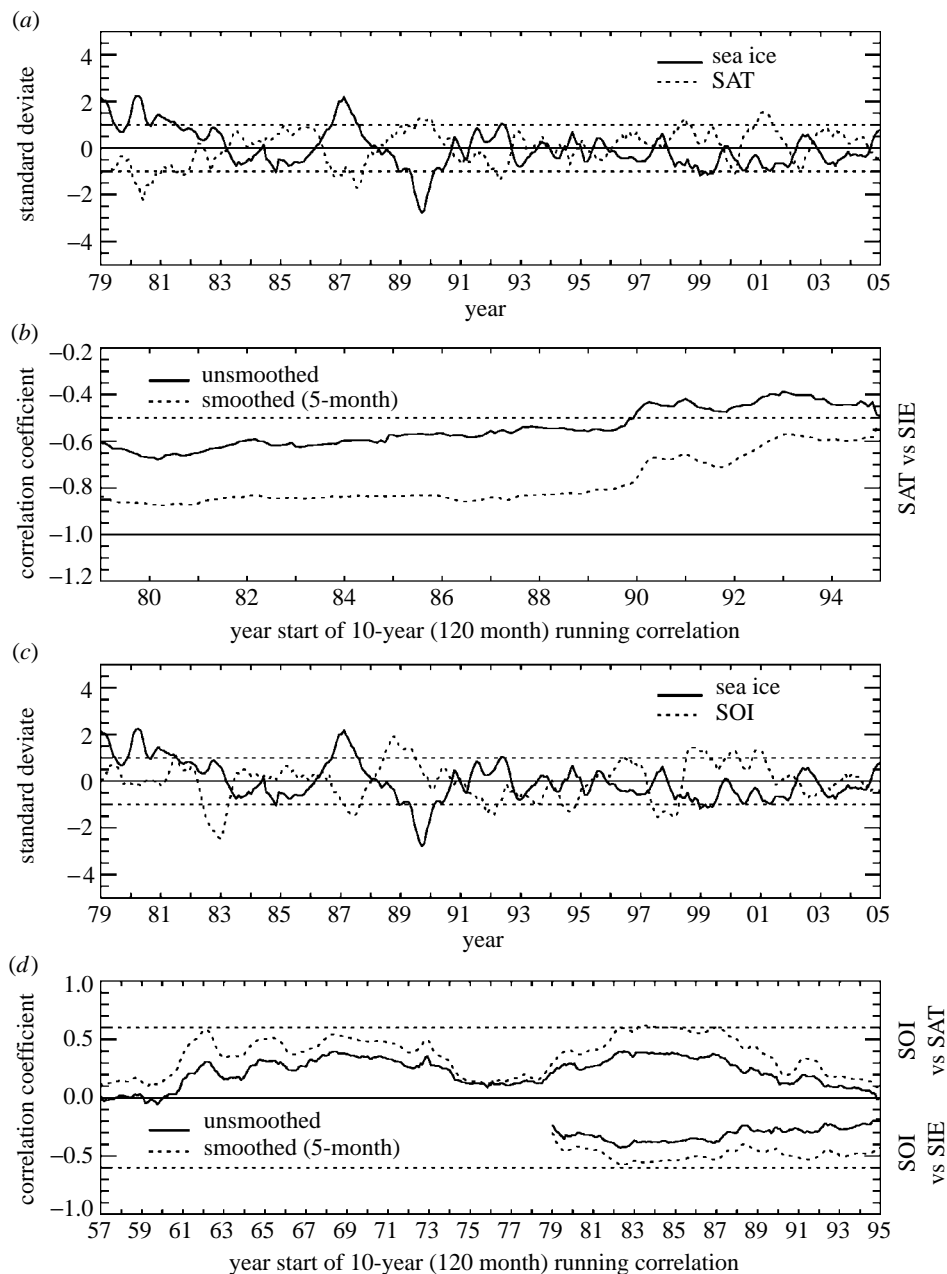 (a)
standard deviate
4
2
0
−2
−4
sea ice
SAT
79 81 83 85 87 89 91 93 95 97 99 01 03 05
year
(b)
correlation coefficient
−0.2
−0.4
−0.6
−0.8
−1.0
−1.2
unsmoothed
smoothed (5-month)
SAT vs SIE
80 82 84 86 88 90 92 94
year start of 10-year (120 month) running correlation
(c)
standard deviate
4
2
0
−2
−4
sea ice
SOI
79 81 83 85 87 89 91 93 95 97 99 01 03 05
year
(d)
correlation coefficient
1.0
0.5
0.0
−0.5
−1.0
unsmoothed
smoothed (5-month)
SOI
vs SAT
SOI
vs SIE
57 59 61 63 65 67 69 71 73 75 77 79 81 83 85 87 89 91 93 95
year start of 10-year (120 month) running correlation